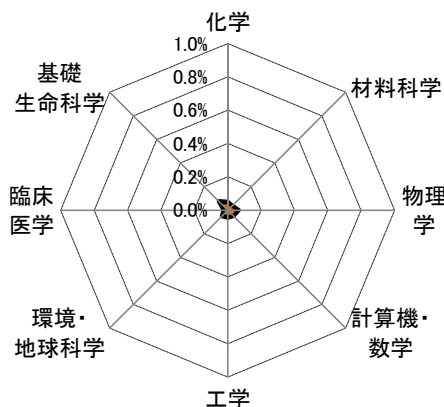 化学
1.0%
0.8%
0.6%
0.4%
0.2%
0.0%
材料科学
物理
学
計算機・
数学
工学
環境・
地球科学
臨床
医学
基礎
生命科学